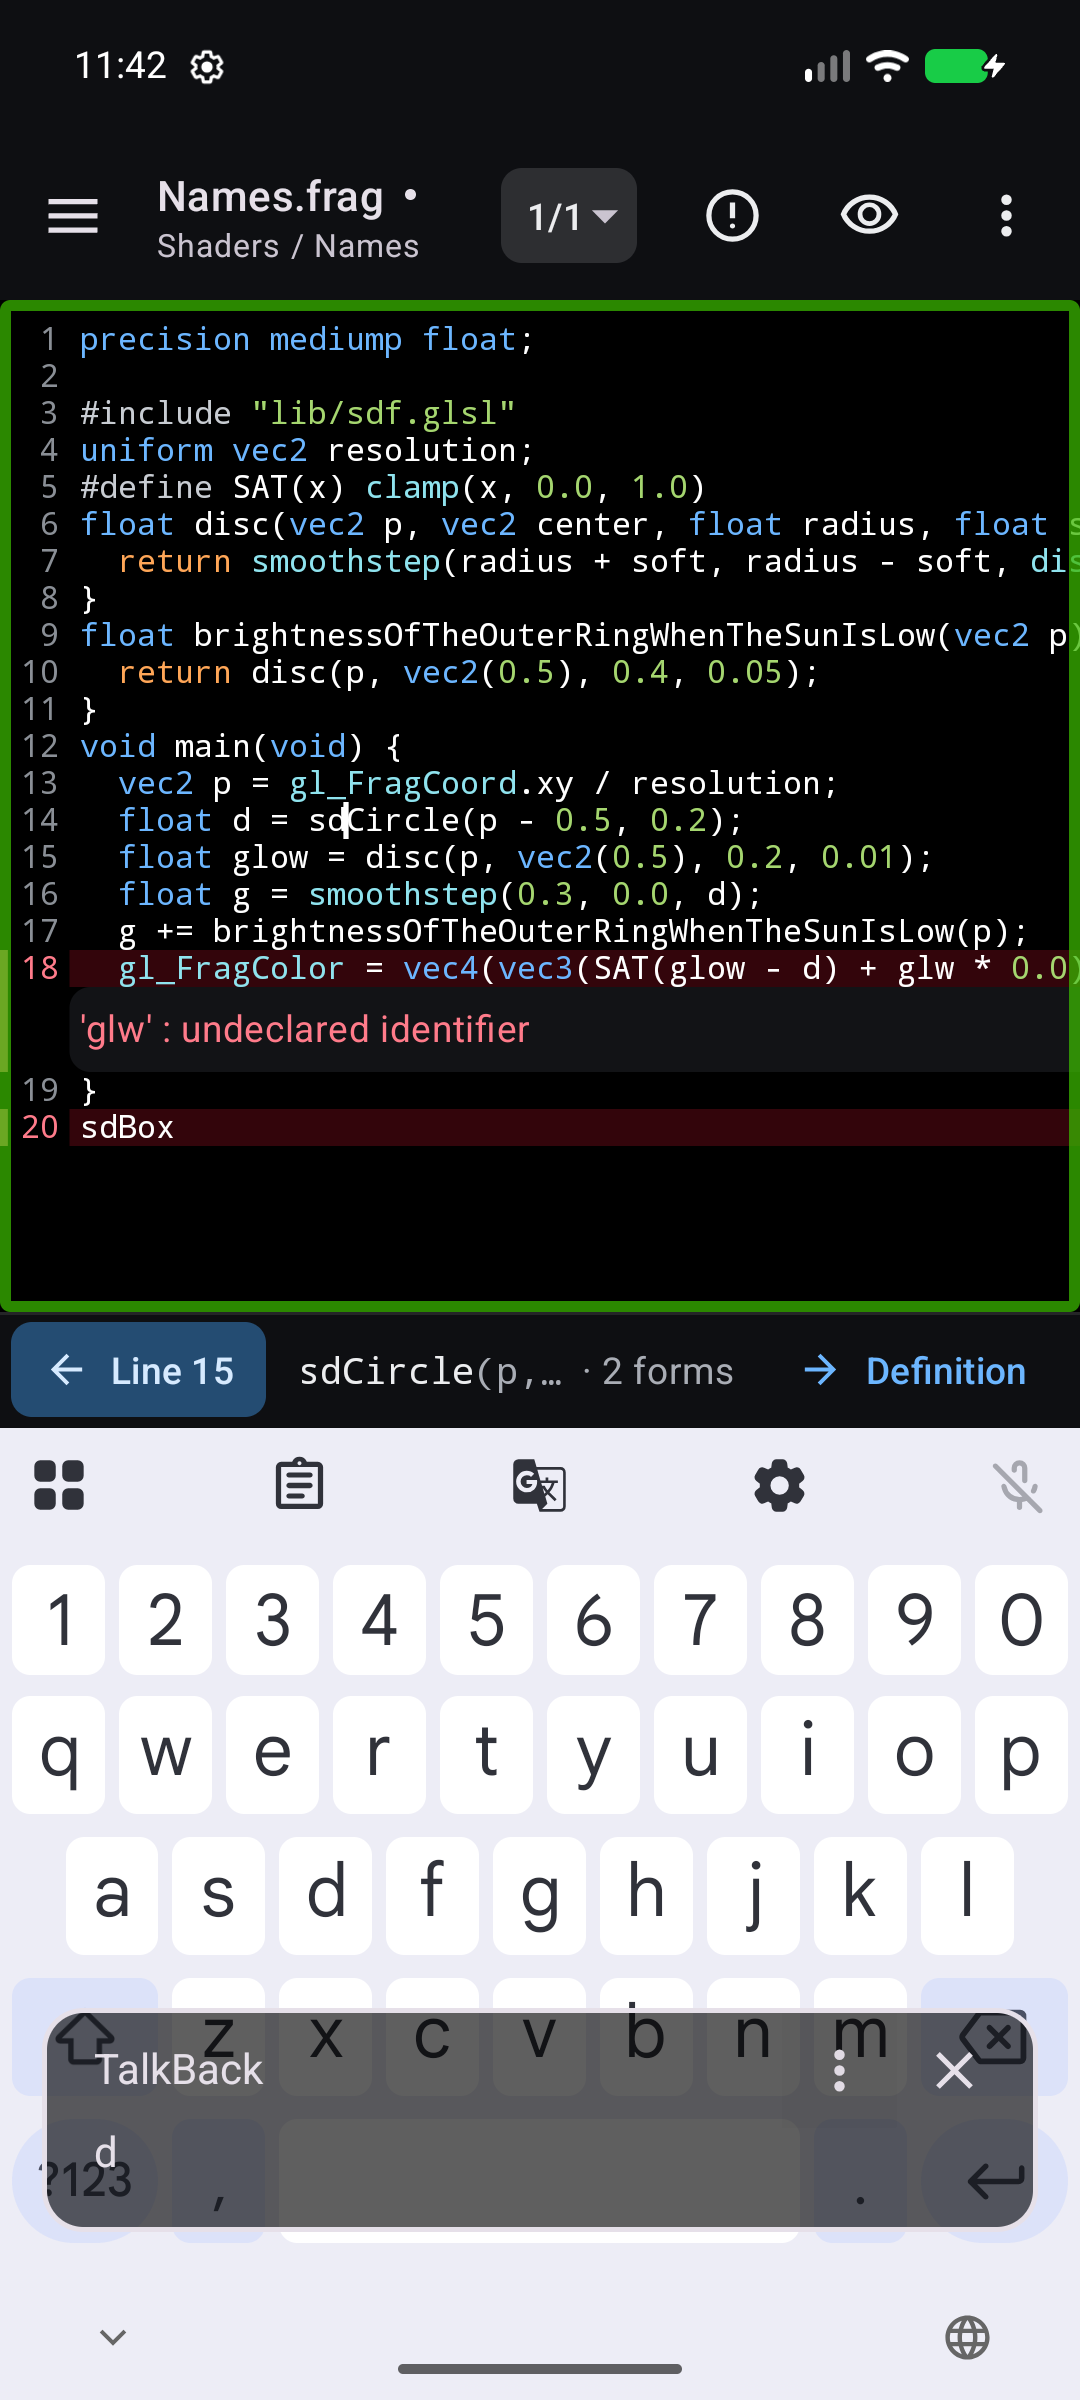 11:42
Names.frag •
Shaders / Names
1/1
1 precision mediump float;
2
3 #include "lib/sdf.glsl"
4 uniform vec2 resolution;
5 #define SAT(x) clamp(x, 0.0, 1.0)
6 float disc(vec2 p, vec2 center, float radius, float s
7   return smoothstep(radius + soft, radius - soft, dis
8 }
9 float brightnessOfTheOuterRingWhenTheSunIsLow(vec2 p)
10   return disc(p, vec2(0.5), 0.4, 0.05);
11 }
12 void main(void) {
13   vec2 p = gl_FragCoord.xy / resolution;
14   float d = sdCircle(p - 0.5, 0.2);
15   float glow = disc(p, vec2(0.5), 0.2, 0.01);
16   float g = smoothstep(0.3, 0.0, d);
17   g += brightnessOfTheOuterRingWhenTheSunIsLow(p);
18   gl_FragColor = vec4(vec3(SAT(glow - d) + glw * 0.0)
'glw' : undeclared identifier
19 }
20 sdBox
Line 15
sdCircle(p,… · 2 forms
Definition
1 2 3 4 5 6 7 8 9 0
q w e r t y u i o p
a s d f g h j k l
z x c v b n m
TalkBack
d
?123 , .